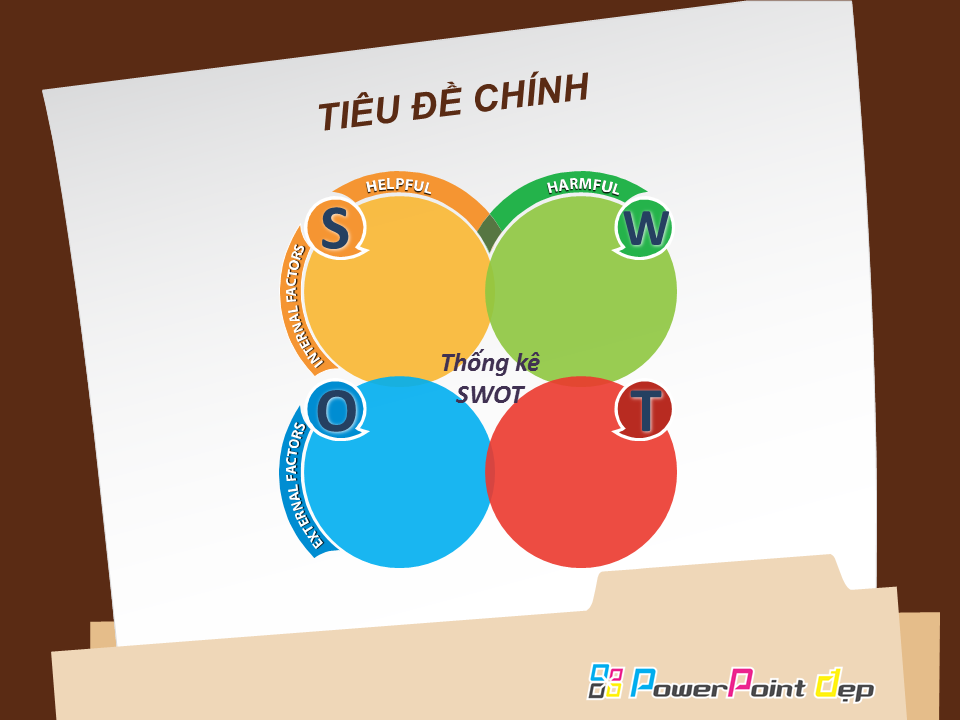 TIÊU ĐỀ CHÍNH
HELPFUL
HARMFUL
S
W
INTERNAL FACTORS
Thống kê
SWOT
O
T
EXTERNAL FACTORS
PowerPoint đẹp